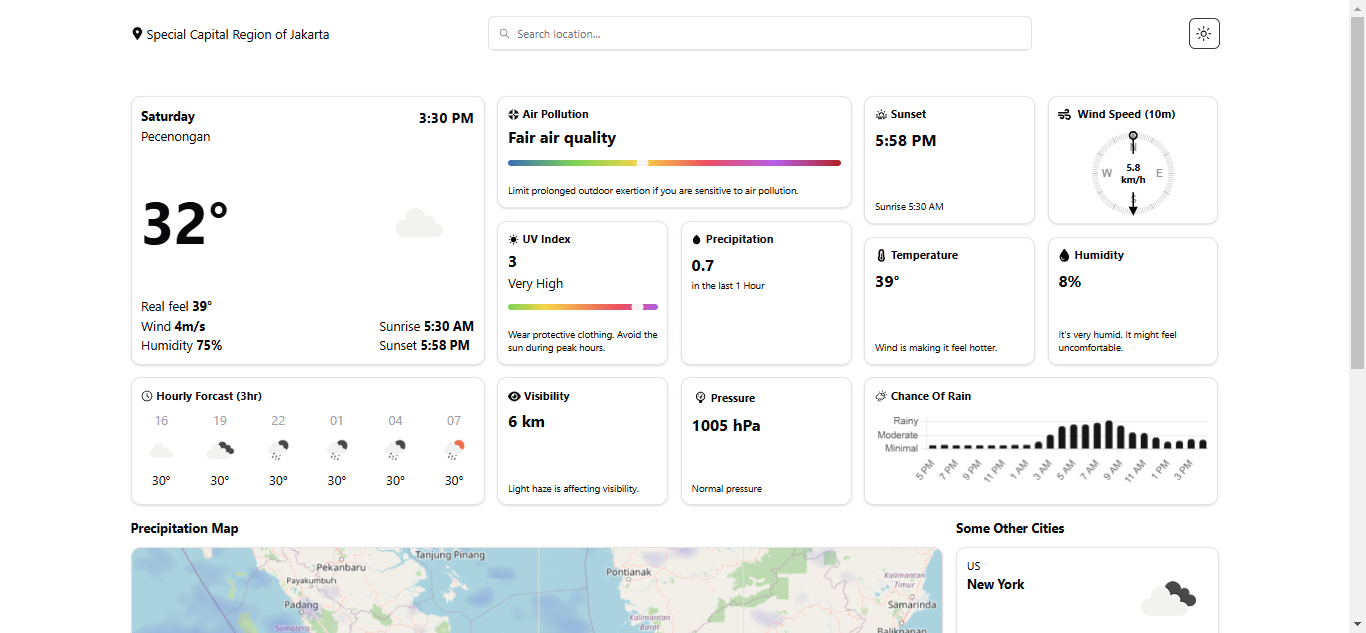 Special Capital Region of Jakarta
Search location...
Saturday
3:30 PM
Pecenongan
32°
Real feel 39°
Wind 4m/s
Humidity 75%
Sunrise 5:30 AM
Sunset 5:58 PM
Air Pollution
Fair air quality
Limit prolonged outdoor exertion if you are sensitive to air pollution.
Sunset
5:58 PM
Sunrise 5:30 AM
Wind Speed (10m)
N
W
5.8
km/h
E
S
UV Index
3
Very High
Wear protective clothing. Avoid the
sun during peak hours.
Precipitation
0.7
in the last 1 Hour
Temperature
39°
Wind is making it feel hotter.
Humidity
8%
It's very humid. It might feel
uncomfortable.
Hourly Forcast (3hr)
16 19 22 01 04 07
30° 30° 30° 30° 30° 30°
Visibility
6 km
Light haze is affecting visibility.
Pressure
1005 hPa
Normal pressure
Chance Of Rain
Rainy
Moderate
Minimal
5 PM 7 PM 9 PM 11 PM 1 AM 3 AM 5 AM 7 AM 9 AM 11 AM 1 PM 3 PM
Precipitation Map
Tanjung Pinang
Pekanbaru
Payakumbuh
Padang
Sumatera
Pontianak
Kalimantan
Barat
Kalimantan
Timur
Samarinda
Balikpapan
Some Other Cities
US
New York